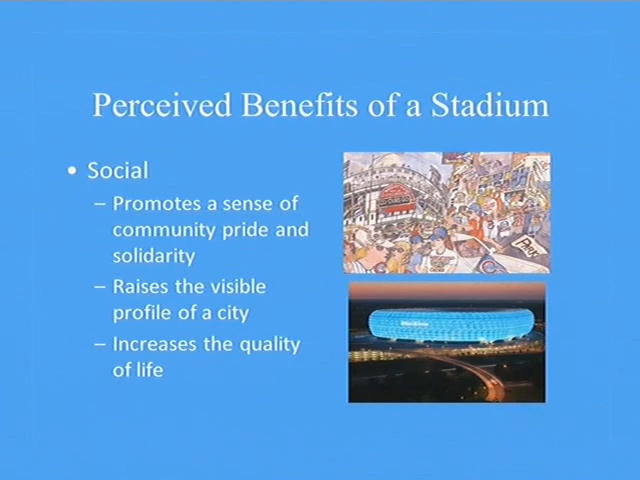 Perceived Benefits of a Stadium
• Social
– Promotes a sense of
community pride and
solidarity
– Raises the visible
profile of a city
– Increases the quality
of life